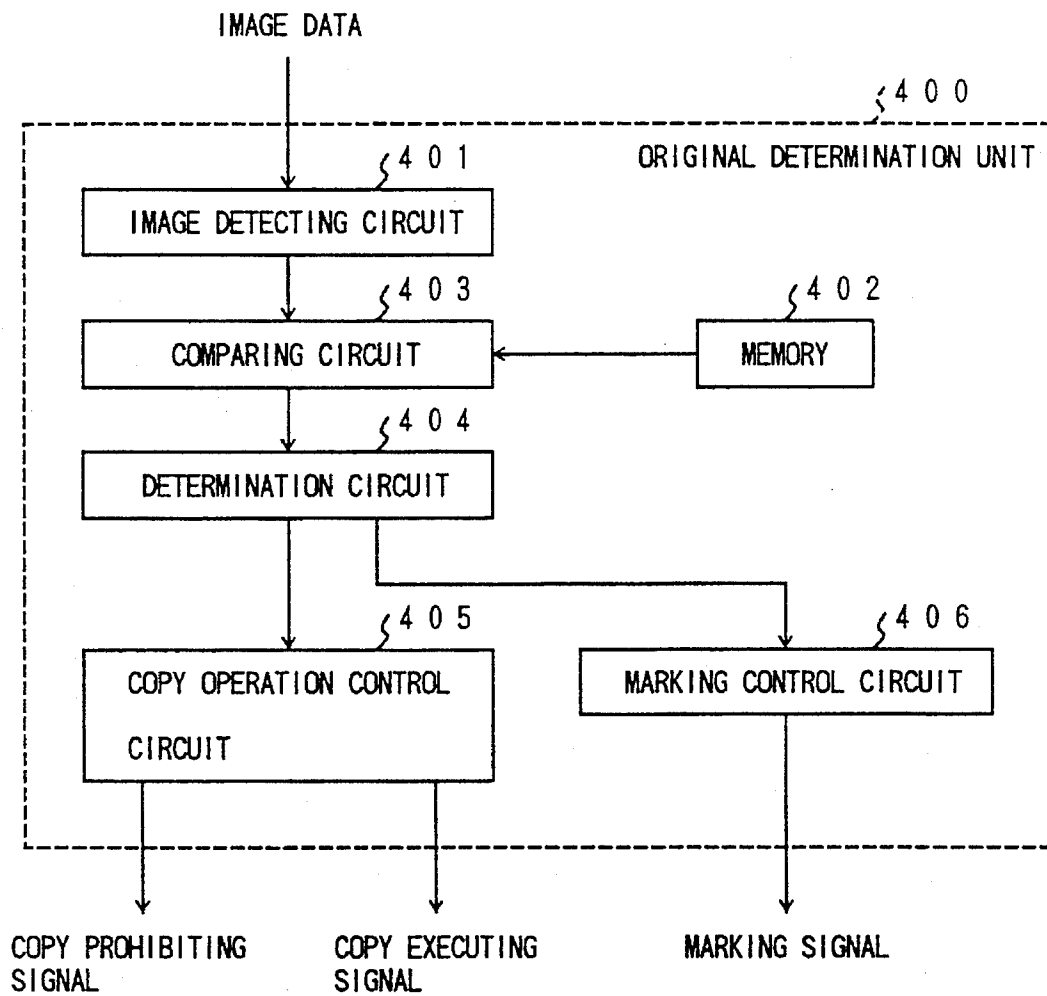 IMAGE DATA
400
ORIGINAL DETERMINATION UNIT
401
IMAGE DETECTING CIRCUIT
403
COMPARING CIRCUIT
402
MEMORY
404
DETERMINATION CIRCUIT
405
COPY OPERATION CONTROL
CIRCUIT
406
MARKING CONTROL CIRCUIT
COPY PROHIBITING
SIGNAL
COPY EXECUTING
SIGNAL
MARKING SIGNAL